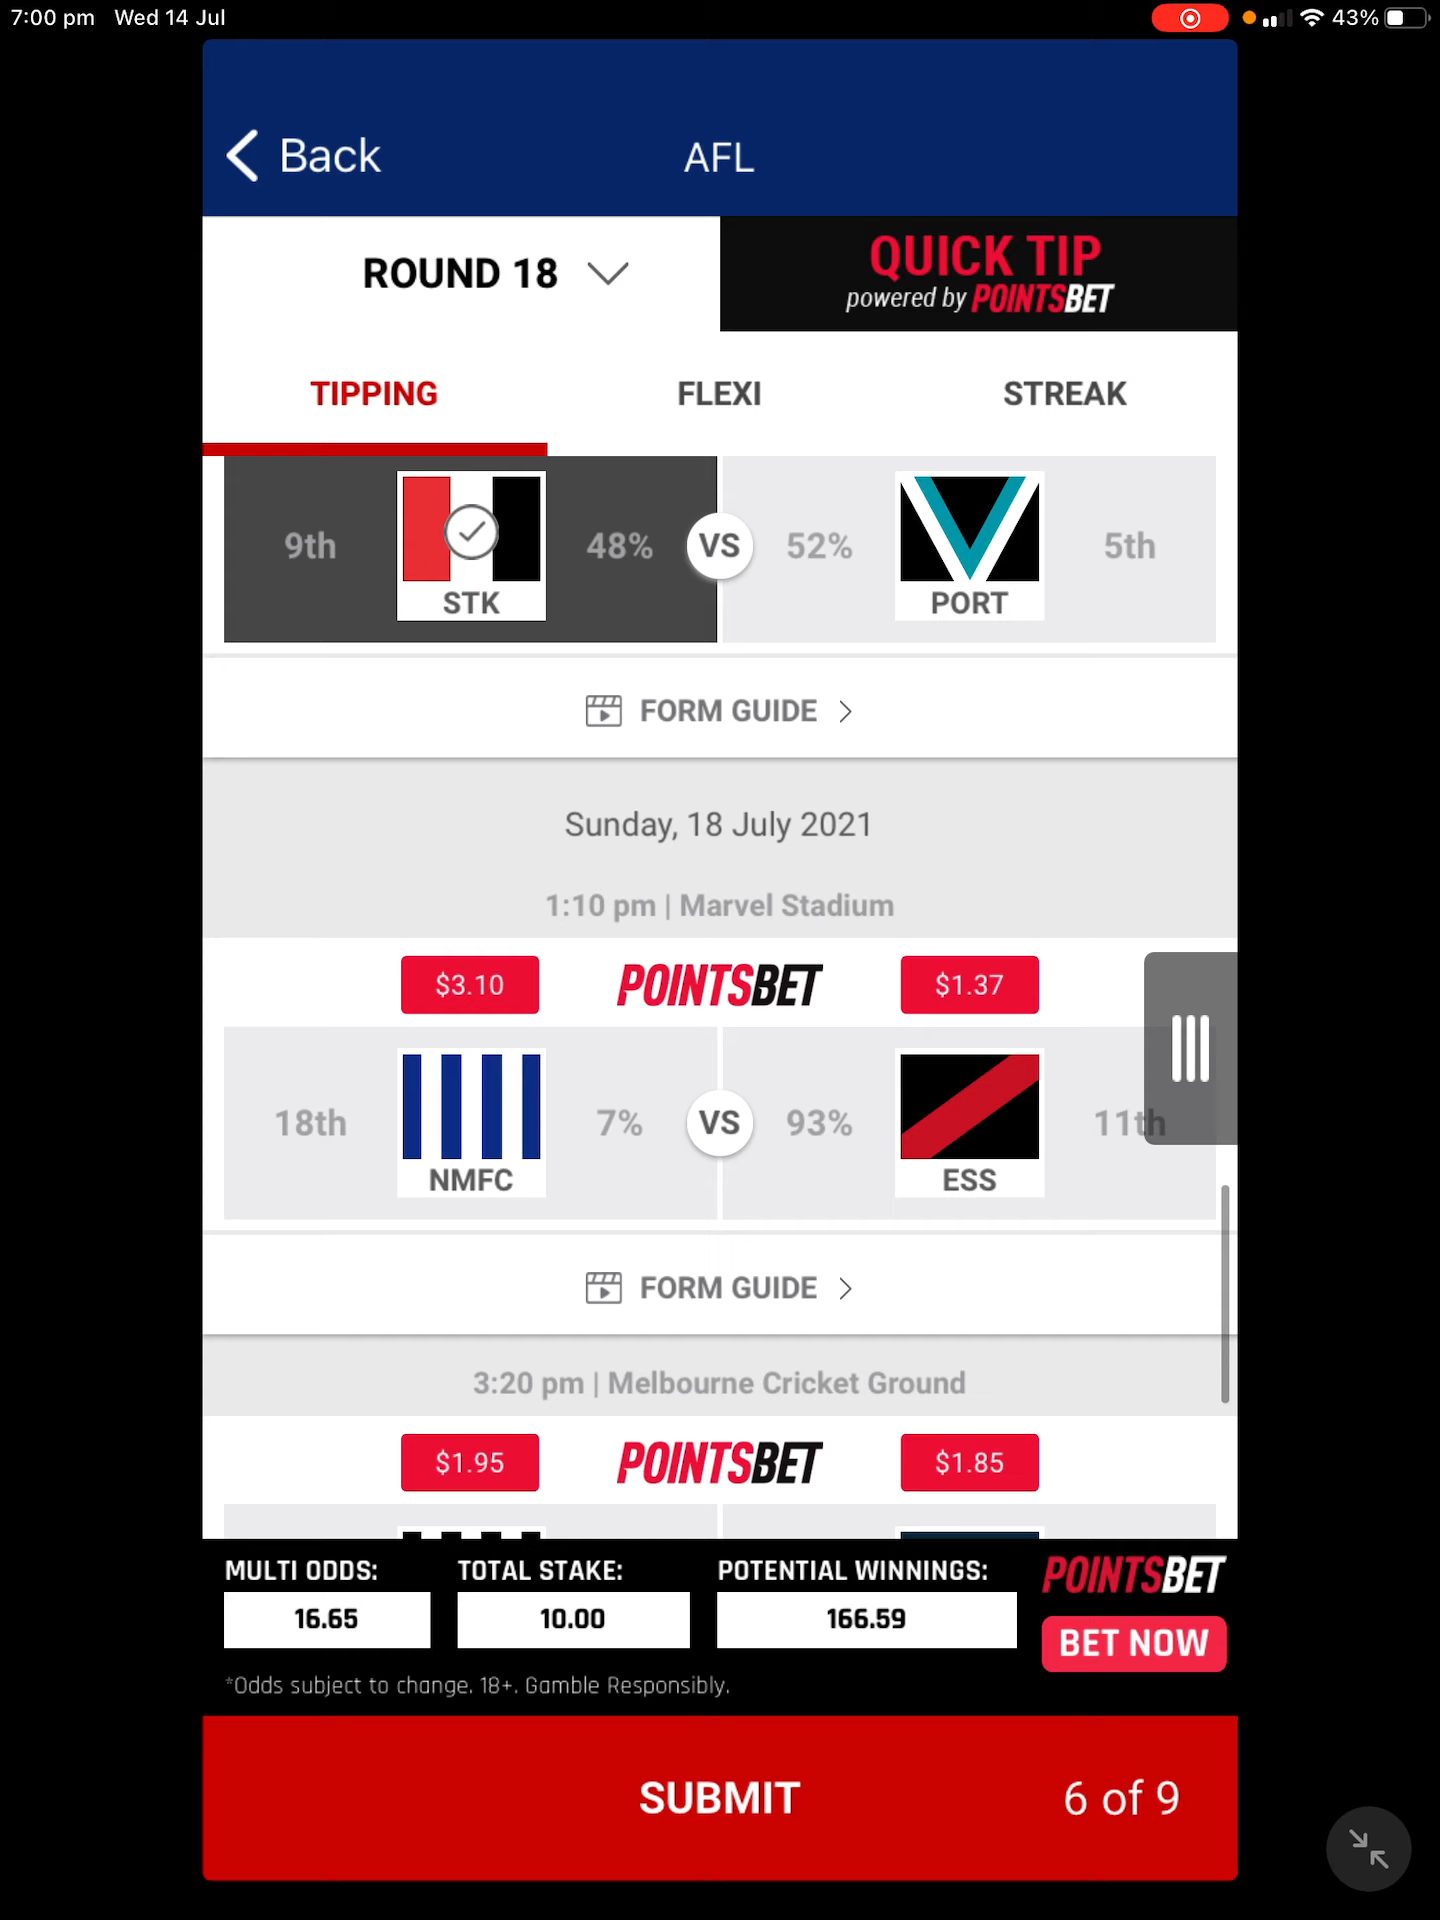 7:00 pm Wed 14 Jul 43%
Back AFL
ROUND 18
QUICK TIP
powered by POINTSBET
TIPPING FLEXI STREAK
9th 48% VS 52% 5th
STK PORT
FORM GUIDE
Sunday, 18 July 2021
1:10 pm | Marvel Stadium
$3.10 POINTSBET $1.37
18th 7% VS 93% 11th
NMFC ESS
FORM GUIDE
3:20 pm | Melbourne Cricket Ground
$1.95 POINTSBET $1.85
MULTI ODDS: TOTAL STAKE: POTENTIAL WINNINGS: POINTSBET
16.65 10.00 166.59 BET NOW
*Odds subject to change. 18+. Gamble Responsibly.
SUBMIT 6 of 9